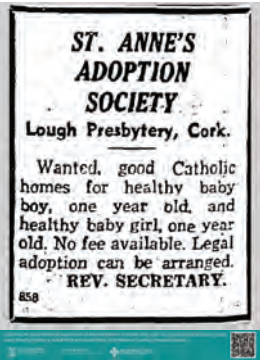 ST. ANNE'S
ADOPTION
SOCIETY
Lough Presbytery, Cork.
Wanted, good Catholic
homes for healthy baby
boy, one year old, and
healthy baby girl, one year
old. No fee available. Legal
adoption can be arranged.
REV. SECRETARY.
858